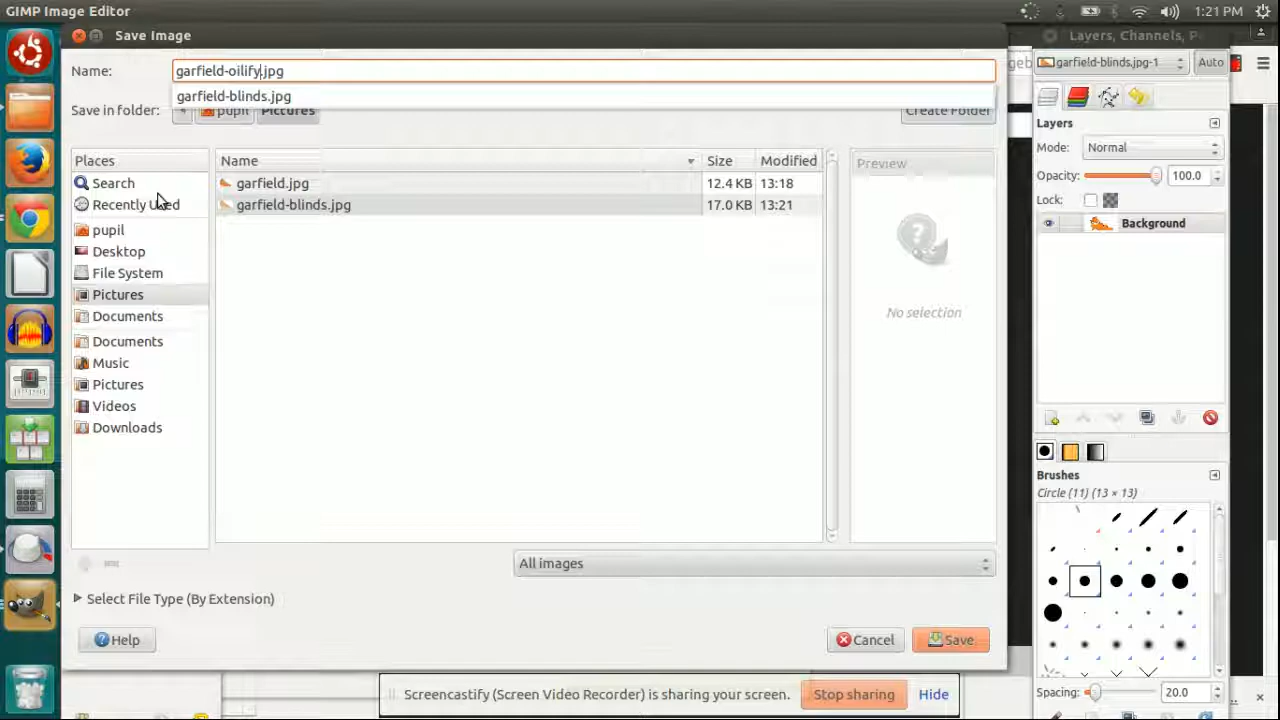 GIMP Image Editor
1:21 PM
Save Image
Layers, Channels, P
Name:
garfield-oilify.jpg
garfield-blinds.jpg-1
Auto
garfield-blinds.jpg
Save in folder:
pupil
Pictures
Create Folder
Places
Name
Size
Modified
Preview
Search
garfield.jpg
12.4 KB
13:18
Recently Used
garfield-blinds.jpg
17.0 KB
13:21
pupil
Desktop
File System
Pictures
Documents
Documents
Music
Pictures
Videos
Downloads
No selection
All images
Select File Type (By Extension)
Help
Cancel
Save
Layers
Mode:
Normal
Opacity:
100.0
Lock:
Background
Brushes
Circle (11) (13 × 13)
Spacing:
20.0
Screencastify (Screen Video Recorder) is sharing your screen.
Stop sharing
Hide